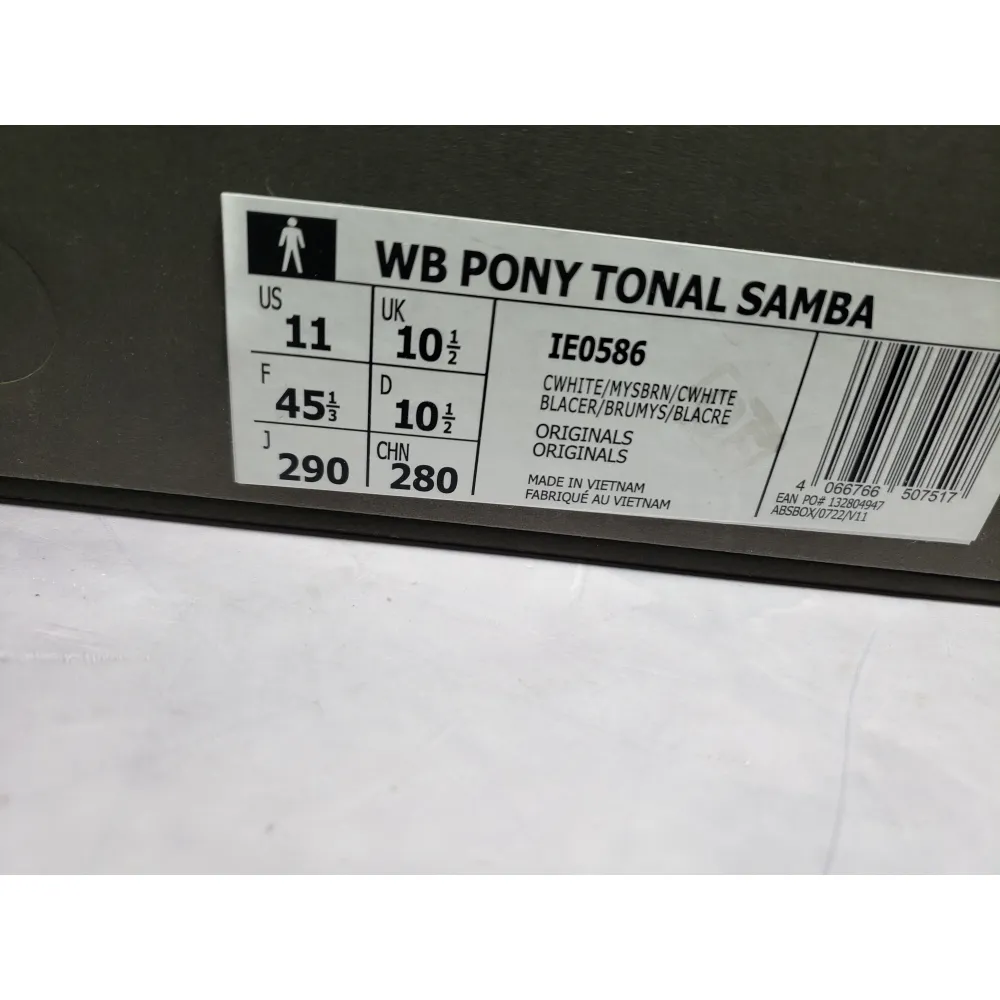 WB PONY TONAL SAMBA
US 11
UK 10 1/2
F 45 1/3
D 10 1/2
J 290
CHN 280
IE0586
CWHITE/MYSBRN/CWHITE
BLACER/BRUMYS/BLACRE
ORIGINALS
ORIGINALS
MADE IN VIETNAM
FABRIQUÉ AU VIETNAM
4 066766 507517
EAN PO# 132804947
ABSBOX/0722/V11